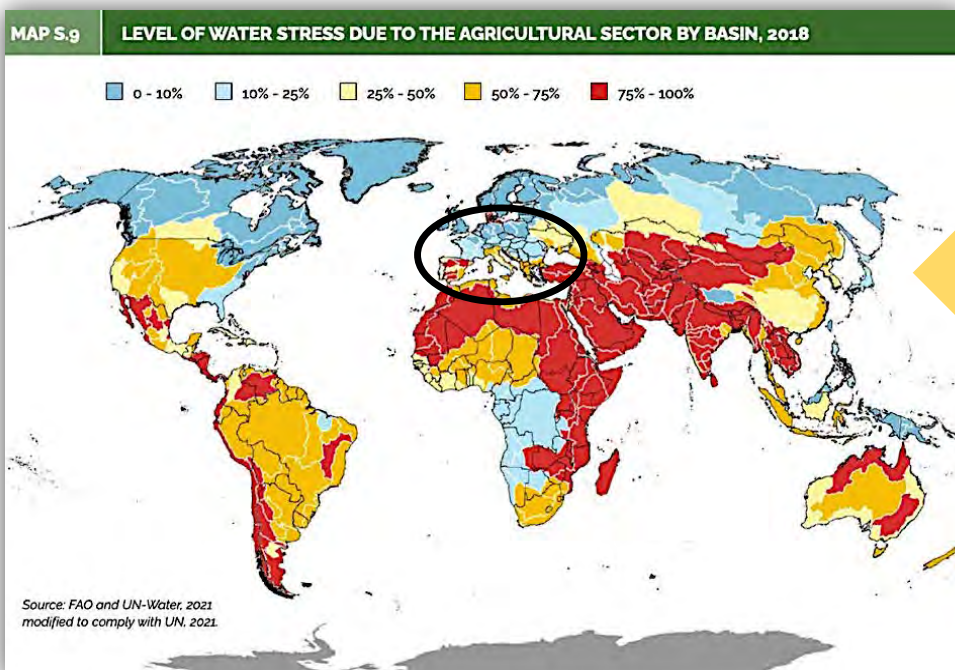 MAP S.9 LEVEL OF WATER STRESS DUE TO THE AGRICULTURAL SECTOR BY BASIN, 2018
0 - 10% 10% - 25% 25% - 50% 50% - 75% 75% - 100%
Source: FAO and UN-Water, 2021
modified to comply with UN, 2021.